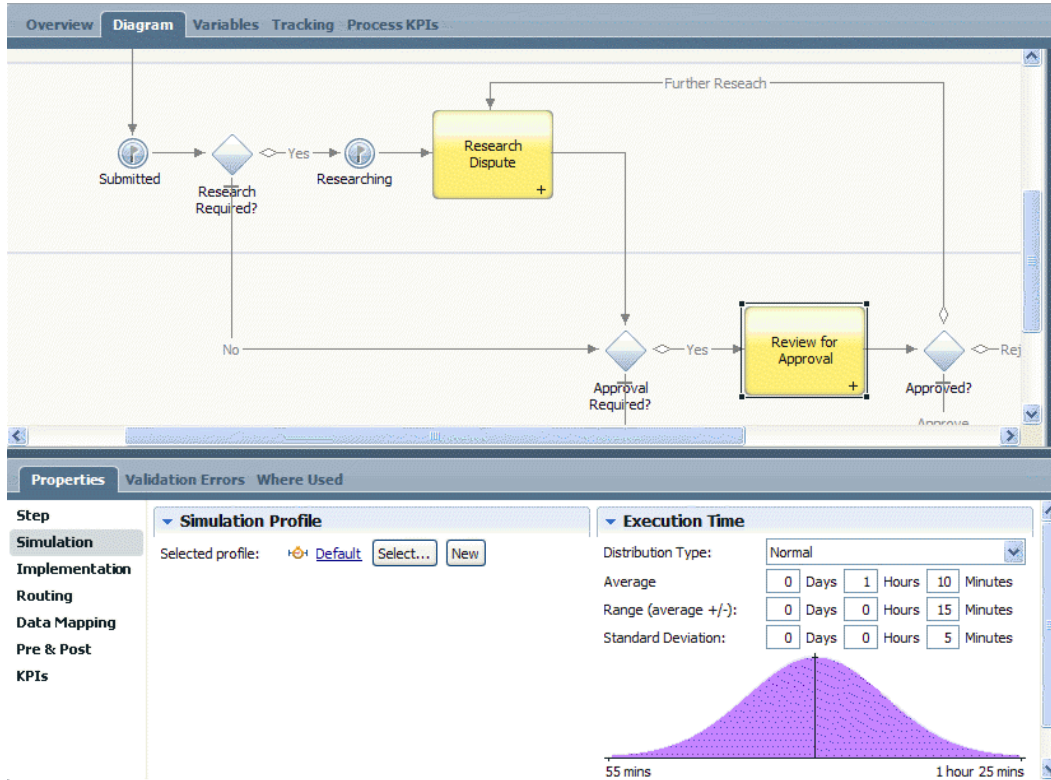 Overview Diagram Variables Tracking Process KPIs
Further Reseach
Submitted
Research
Required?
Yes
Researching
Research
Dispute
+
No
Approval
Required?
Yes
Review for
Approval
+
Approved?
Rej
Approve
Properties Validation Errors Where Used
Step
Simulation
Implementation
Routing
Data Mapping
Pre & Post
KPIs
Simulation Profile
Selected profile: Default Select... New
Execution Time
Distribution Type: Normal
Average 0 Days 1 Hours 10 Minutes
Range (average +/-): 0 Days 0 Hours 15 Minutes
Standard Deviation: 0 Days 0 Hours 5 Minutes
55 mins 1 hour 25 mins